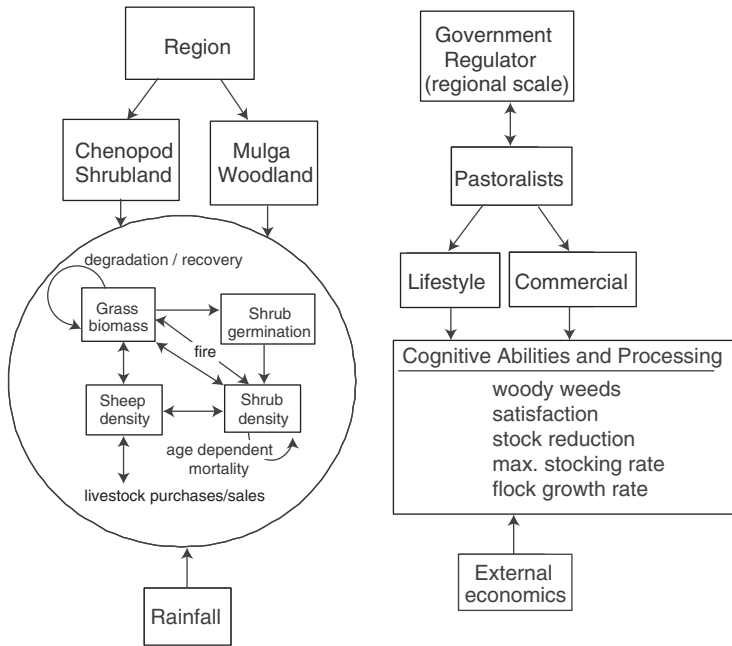 Region
Chenopod
Shrubland
Mulga
Woodland
degradation / recovery
Grass
biomass
Shrub
germination
fire
Sheep
density
Shrub
density
age dependent
mortality
livestock purchases/sales
Rainfall
Government
Regulator
(regional scale)
Pastoralists
Lifestyle
Commercial
Cognitive Abilities and Processing
woody weeds
satisfaction
stock reduction
max. stocking rate
flock growth rate
External
economics